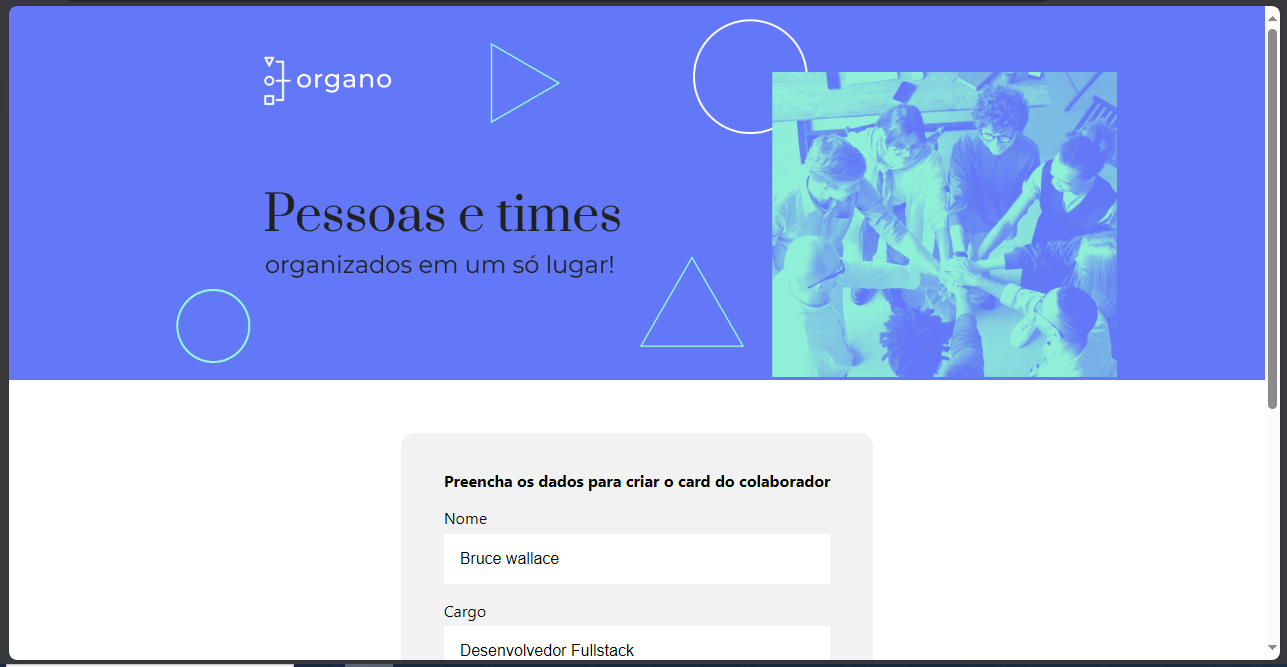 organo
Pessoas e times
organizados em um só lugar!
Preencha os dados para criar o card do colaborador
Nome
Bruce wallace
Cargo
Desenvolvedor Fullstack